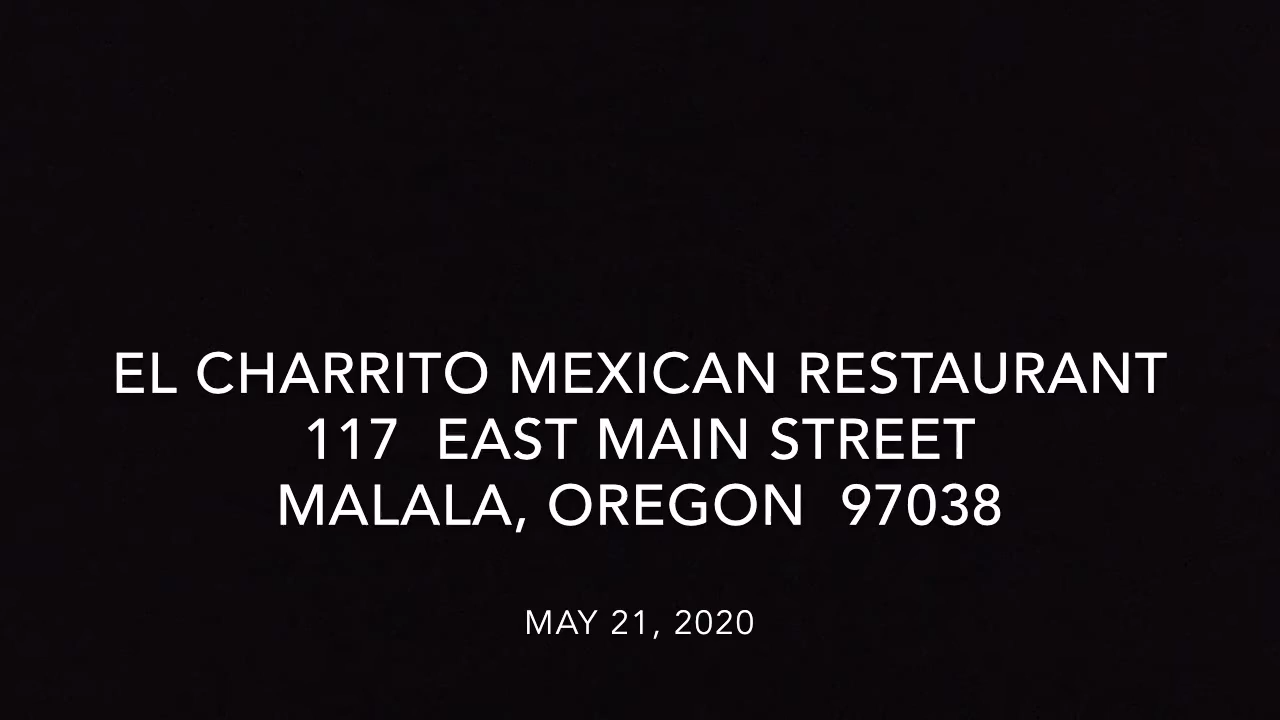 EL CHARRITO MEXICAN RESTAURANT
117  EAST MAIN STREET
MALALA, OREGON  97038
MAY 21, 2020